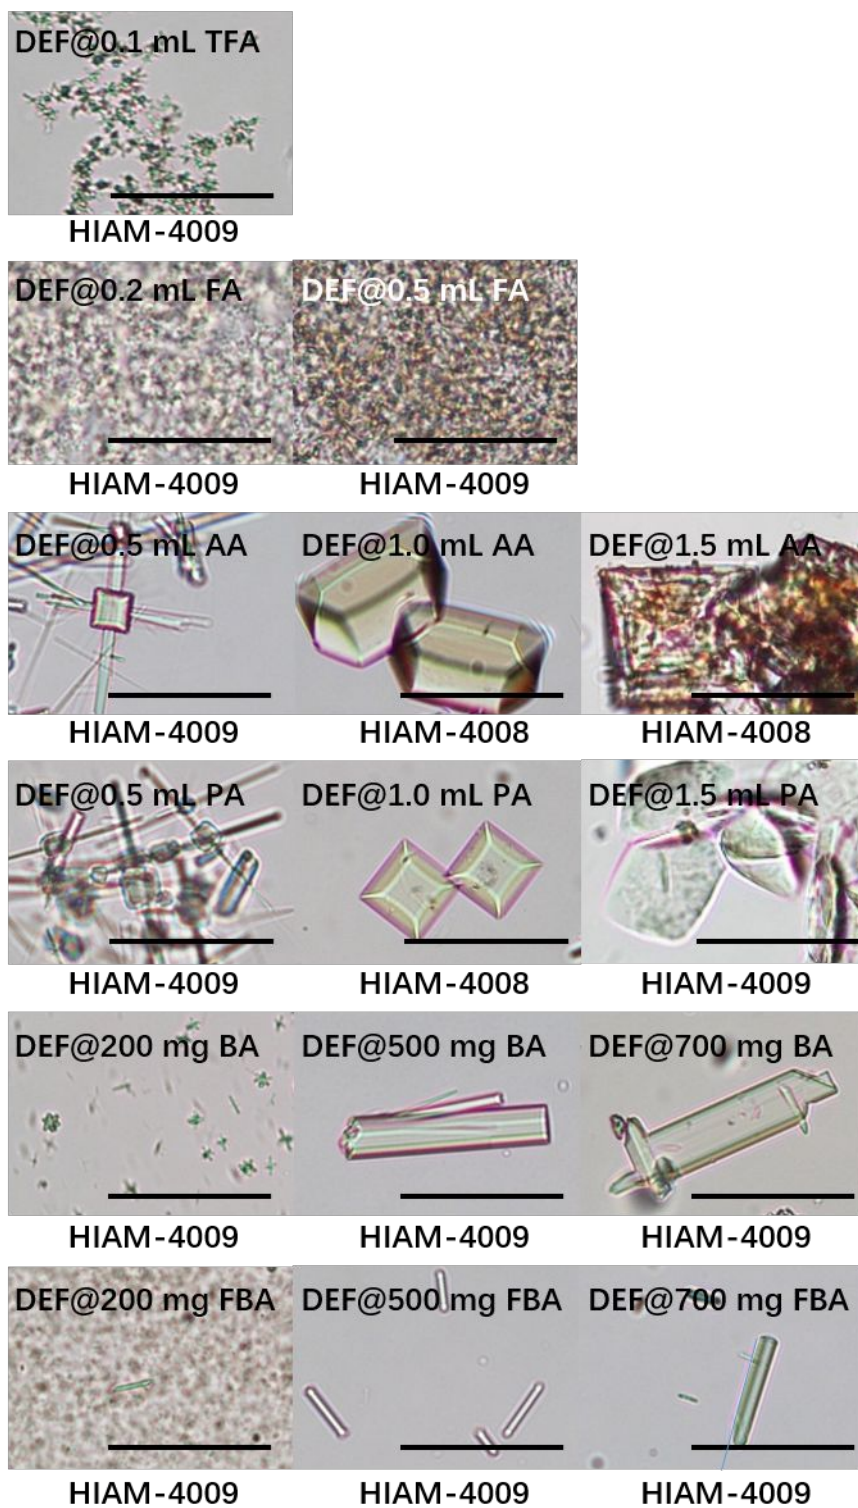 DEF@0.1 mL TFA
HIAM-4009
DEF@0.2 mL FA
DEF@0.5 mL FA
HIAM-4009
HIAM-4009
DEF@0.5 mL AA
DEF@1.0 mL AA
DEF@1.5 mL AA
HIAM-4009
HIAM-4008
HIAM-4008
DEF@0.5 mL PA
DEF@1.0 mL PA
DEF@1.5 mL PA
HIAM-4009
HIAM-4008
HIAM-4009
DEF@200 mg BA
DEF@500 mg BA
DEF@700 mg BA
HIAM-4009
HIAM-4009
HIAM-4009
DEF@200 mg FBA
DEF@500 mg FBA
DEF@700 mg FBA
HIAM-4009
HIAM-4009
HIAM-4009